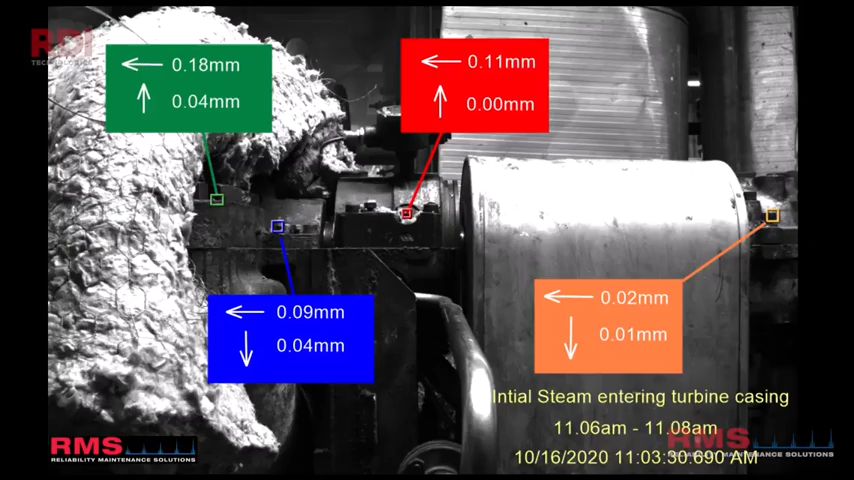 RDI
TECHNOLOGIES
0.18mm
0.04mm
0.11mm
0.00mm
0.09mm
0.04mm
0.02mm
0.01mm
Intial Steam entering turbine casing
11.06am - 11.08am
10/16/2020 11:03:30.690 AM
RMS
RELIABILITY MAINTENANCE SOLUTIONS
RMS
RELIABILITY MAINTENANCE SOLUTIONS